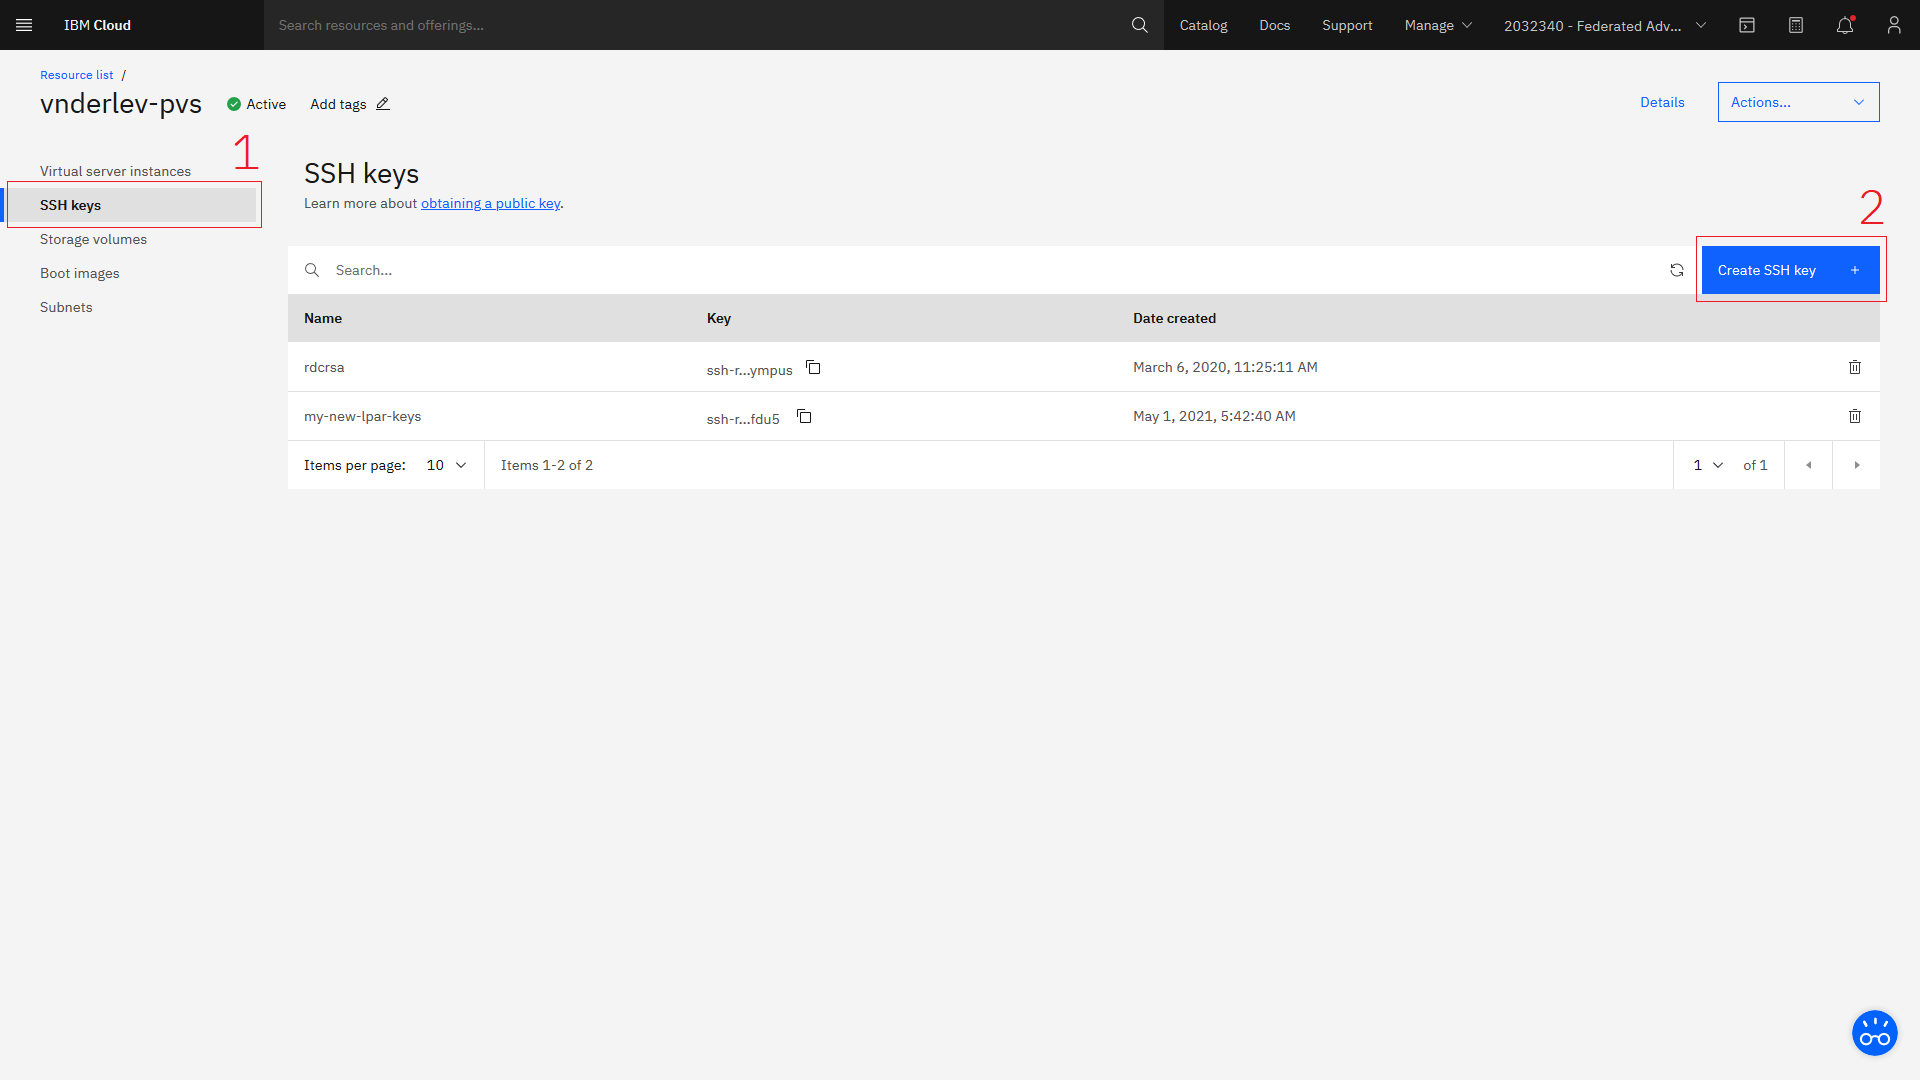 IBM Cloud
Search resources and offerings...
Catalog
Docs
Support
Manage
2032340 - Federated Adv...
Resource list /
vnderlev-pvs
Active
Add tags
Details
Actions...
1
Virtual server instances
SSH keys
Storage volumes
Boot images
Subnets
SSH keys
Learn more about obtaining a public key.
2
Search...
Create SSH key +
Name Key Date created
rdcrsa ssh-r...ympus March 6, 2020, 11:25:11 AM
my-new-lpar-keys ssh-r...fdu5 May 1, 2021, 5:42:40 AM
Items per page: 10 Items 1-2 of 2 1 of 1